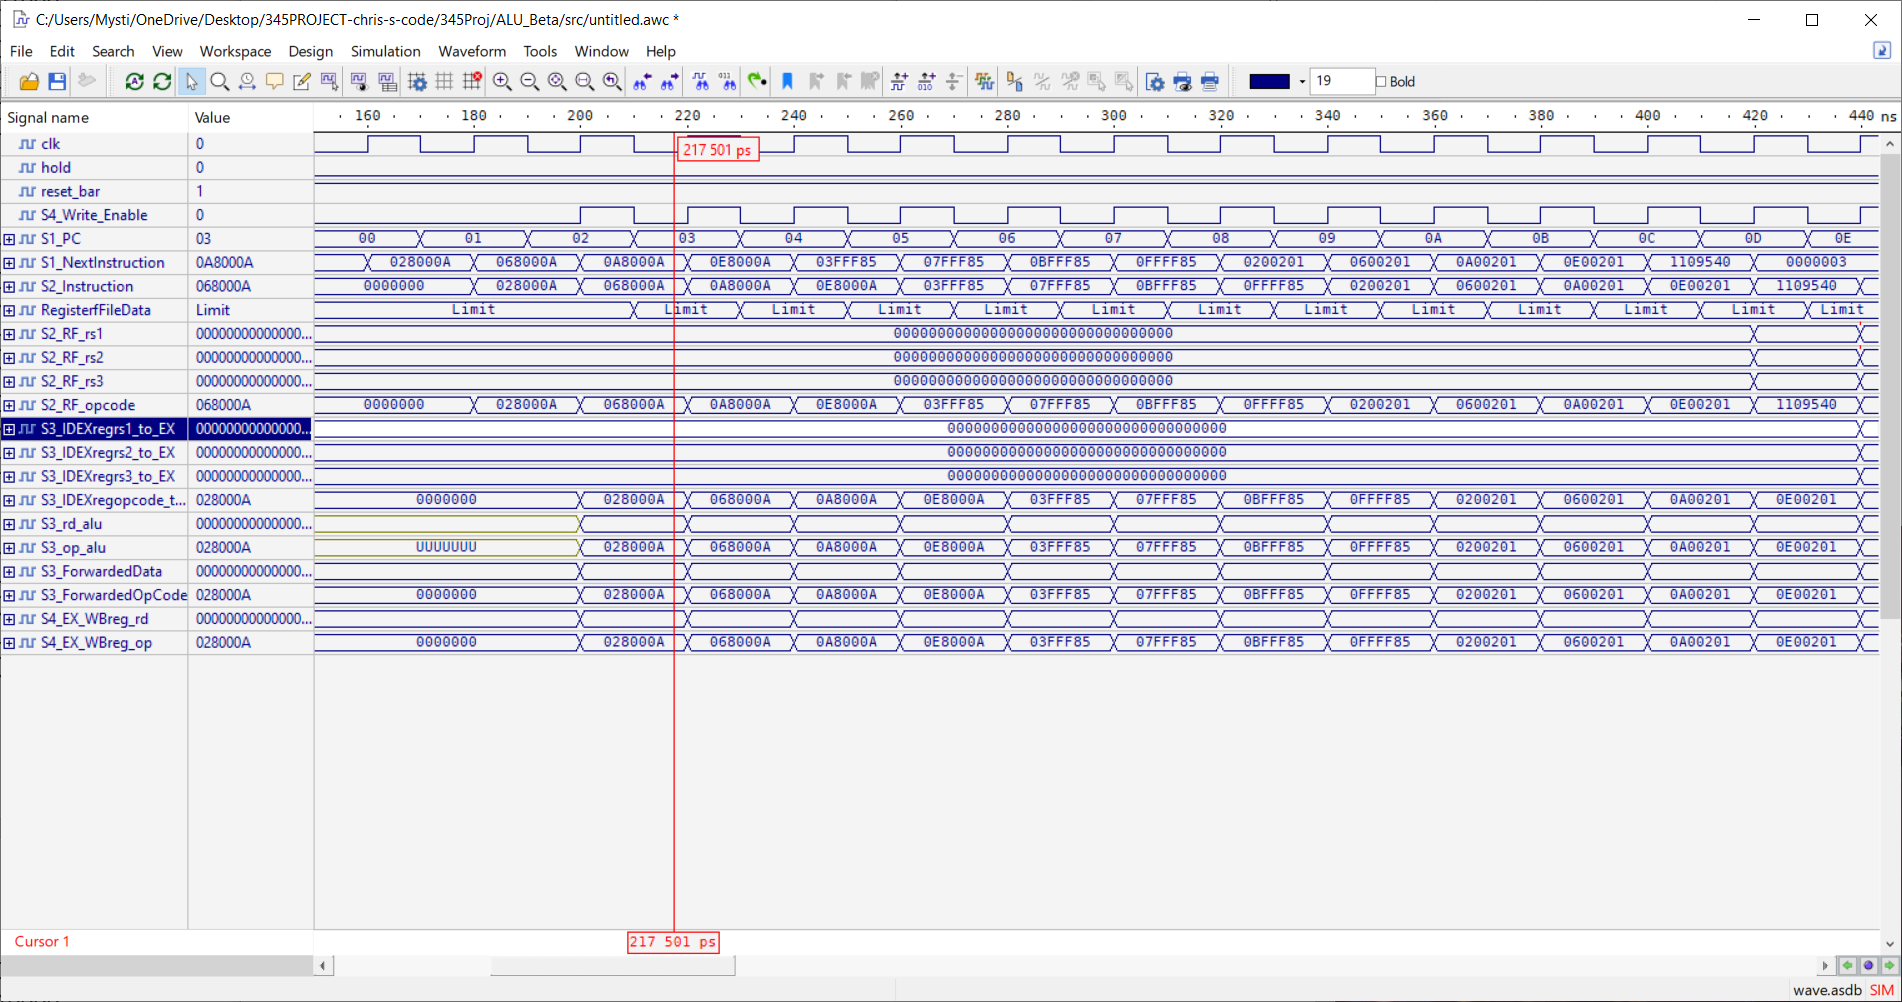 C:/Users/Mysti/OneDrive/Desktop/345PROJECT-chris-s-code/345Proj/ALU_Beta/src/untitled.awc *
File Edit Search View Workspace Design Simulation Waveform Tools Window Help
19 Bold
Signal name Value 160 180 200 220 240 260 280 300 320 340 360 380 400 420 440 ns
clk 0
217 501 ps
hold 0
reset_bar 1
S4_Write_Enable 0
S1_PC 03 00 01 02 03 04 05 06 07 08 09 0A 0B 0C 0D 0E
S1_NextInstruction 0A8000A 028000A 068000A 0A8000A 0E8000A 03FFF85 07FFF85 0BFFF85 0FFFF85 0200201 0600201 0A00201 0E00201 1109540 0000003
S2_Instruction 068000A 0000000 028000A 068000A 0A8000A 0E8000A 03FFF85 07FFF85 0BFFF85 0FFFF85 0200201 0600201 0A00201 0E00201 1109540
RegisterfFileData Limit Limit Limit Limit Limit Limit Limit Limit Limit Limit Limit Limit Limit Limit
S2_RF_rs1 00000000000000... 00000000000000000000000000000000
S2_RF_rs2 00000000000000... 00000000000000000000000000000000
S2_RF_rs3 00000000000000... 00000000000000000000000000000000
S2_RF_opcode 068000A 0000000 028000A 068000A 0A8000A 0E8000A 03FFF85 07FFF85 0BFFF85 0FFFF85 0200201 0600201 0A00201 0E00201 1109540
S3_IDEXregrs1_to_EX 00000000000000... 00000000000000000000000000000000
S3_IDEXregrs2_to_EX 00000000000000... 00000000000000000000000000000000
S3_IDEXregrs3_to_EX 00000000000000... 00000000000000000000000000000000
S3_IDEXregopcode_t... 028000A 0000000 028000A 068000A 0A8000A 0E8000A 03FFF85 07FFF85 0BFFF85 0FFFF85 0200201 0600201 0A00201 0E00201
S3_rd_alu 00000000000000...
S3_op_alu 028000A UUUUUUU 028000A 068000A 0A8000A 0E8000A 03FFF85 07FFF85 0BFFF85 0FFFF85 0200201 0600201 0A00201 0E00201
S3_ForwardedData 00000000000000...
S3_ForwardedOpCode 028000A 0000000 028000A 068000A 0A8000A 0E8000A 03FFF85 07FFF85 0BFFF85 0FFFF85 0200201 0600201 0A00201 0E00201
S4_EX_WBreg_rd 00000000000000...
S4_EX_WBreg_op 028000A 0000000 028000A 068000A 0A8000A 0E8000A 03FFF85 07FFF85 0BFFF85 0FFFF85 0200201 0600201 0A00201 0E00201
Cursor 1 217 501 ps
wave.asdb SIM